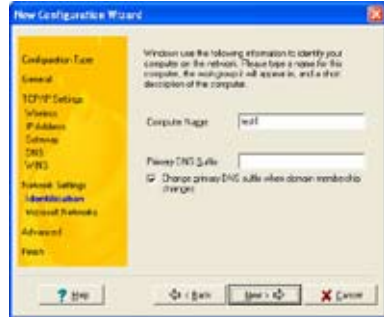 New Configuration Wizard
Configuration Type
General
TCP/IP Settings
Wireless
IP Address
Gateway
DNS
WINS
Network Settings
Identification
Microsoft Networks
Advanced
Finish
Windows use the following information to identify your
computer on the network. Please type a name for this
computer, the workgroup it will appear in, and a short
description of the computer.
Computer Name:
Primary DNS Suffix
Change primary DNS suffix when domain membership
changes
Help
< Back
Next >
Cancel